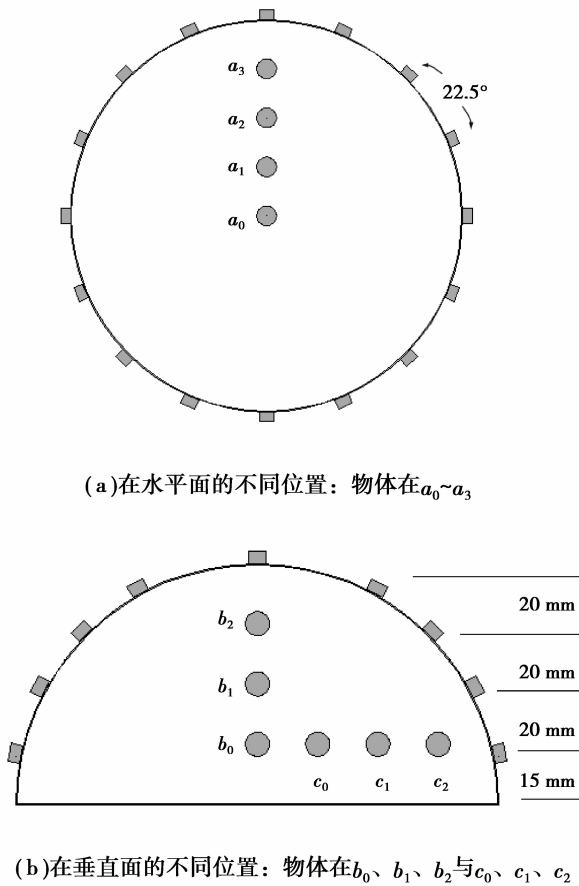 a₃
22.5°
a₂
a₁
a₀
(a)在水平面的不同位置：物体在a₀~a₃
20 mm
b₂
20 mm
b₁
20 mm
b₀
c₀ c₁ c₂ 15 mm
(b)在垂直面的不同位置：物体在b₀、b₁、b₂与c₀、c₁、c₂